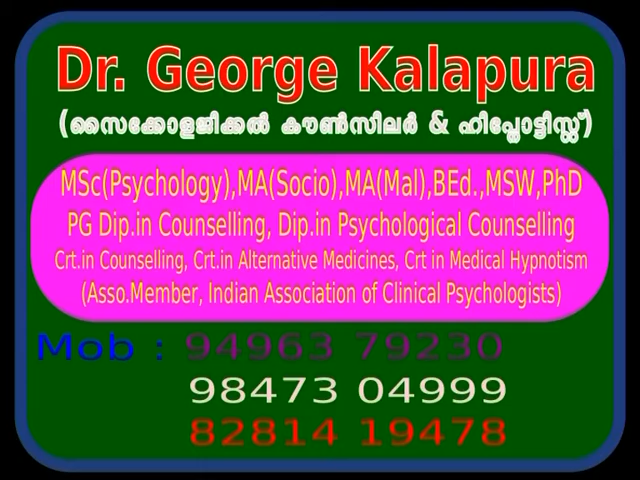 Dr. George Kalapura
(സൈക്കോളജിക്കൽ കൗൺസിലർ & ഹിപ്നോട്ടിസ്റ്റ്)
MSc(Psychology),MA(Socio),MA(Mal),BEd.,MSW,PhD
PG Dip.in Counselling, Dip.in Psychological Counselling
Crt.in Counselling, Crt.in Alternative Medicines, Crt in Medical Hypnotism
(Asso.Member, Indian Association of Clinical Psychologists)
Mob : 94963 79230
98473 04999
82814 19478